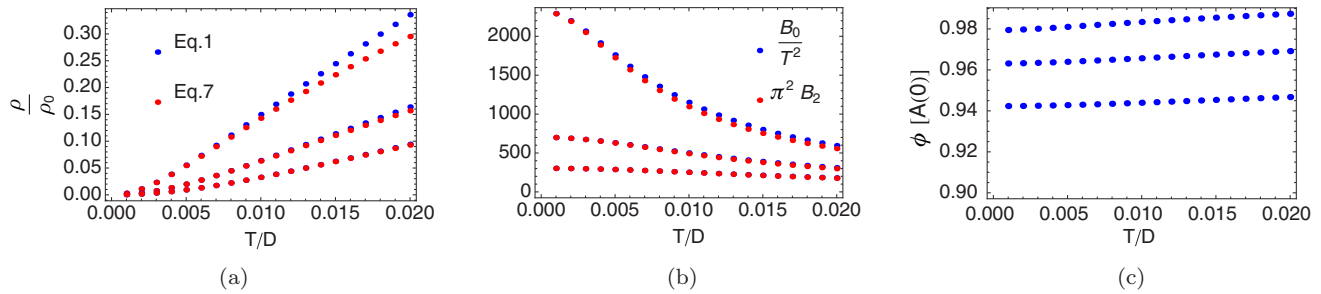 0.30
0.25
0.20
0.15
0.10
0.05
0.00
ρ/ρ0
Eq.1
Eq.7
0.000 0.005 0.010 0.015 0.020
T/D
(a)
2000
1500
1000
500
0
B0/T²
π² B2
0.000 0.005 0.010 0.015 0.020
T/D
(b)
0.98
0.96
0.94
0.92
0.90
ϕ [A(0)]
0.000 0.005 0.010 0.015 0.020
T/D
(c)